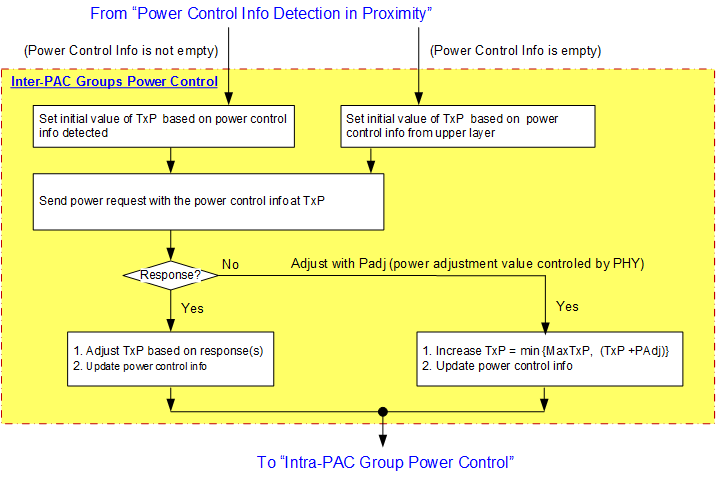 From “Power Control Info Detection in Proximity”
(Power Control Info is not empty)
(Power Control Info is empty)
Inter-PAC Groups Power Control
Set initial value of TxP based on power control
info detected
Set initial value of TxP based on power
control info from upper layer
Send power request with the power control info at TxP
Response?
No
Adjust with Padj (power adjustment value controled by PHY)
Yes
Yes
1. Adjust TxP based on response(s)
2. Update power control info
1. Increase TxP = min {MaxTxP, (TxP +PAdj)}
2. Update power control info
To “Intra-PAC Group Power Control”